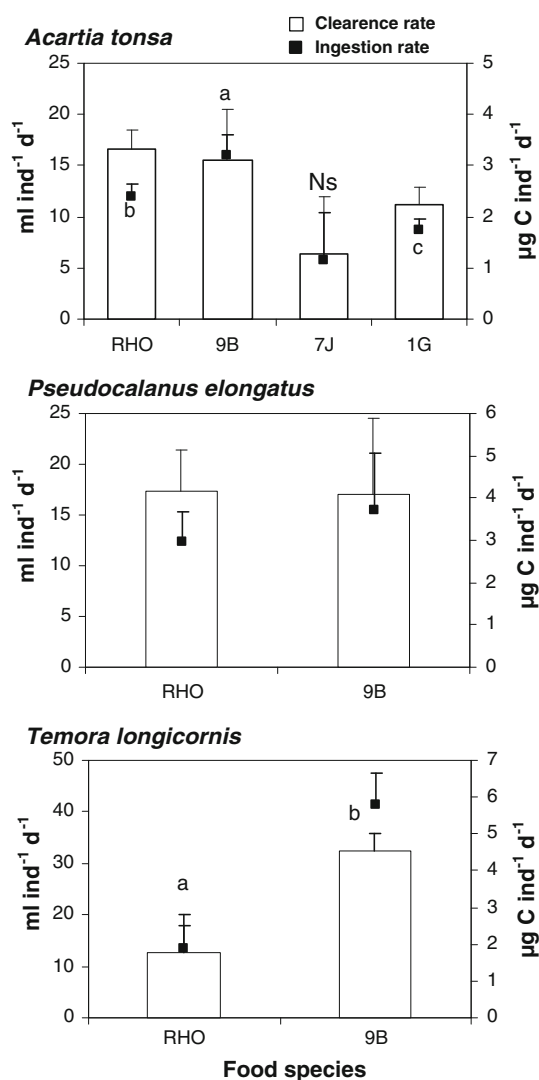 Acartia tonsa
Clearence rate
Ingestion rate
25
20
15
10
5
0
ml ind-1 d-1
a
b
Ns
c
5
4
3
2
1
0
µg C ind-1 d-1
RHO 9B 7J 1G
Pseudocalanus elongatus
25
20
15
10
5
0
ml ind-1 d-1
6
5
4
3
2
1
0
µg C ind-1 d-1
RHO 9B
Temora longicornis
50
40
30
20
10
0
ml ind-1 d-1
a
b
7
6
5
4
3
2
1
0
µg C ind-1 d-1
RHO 9B
Food species